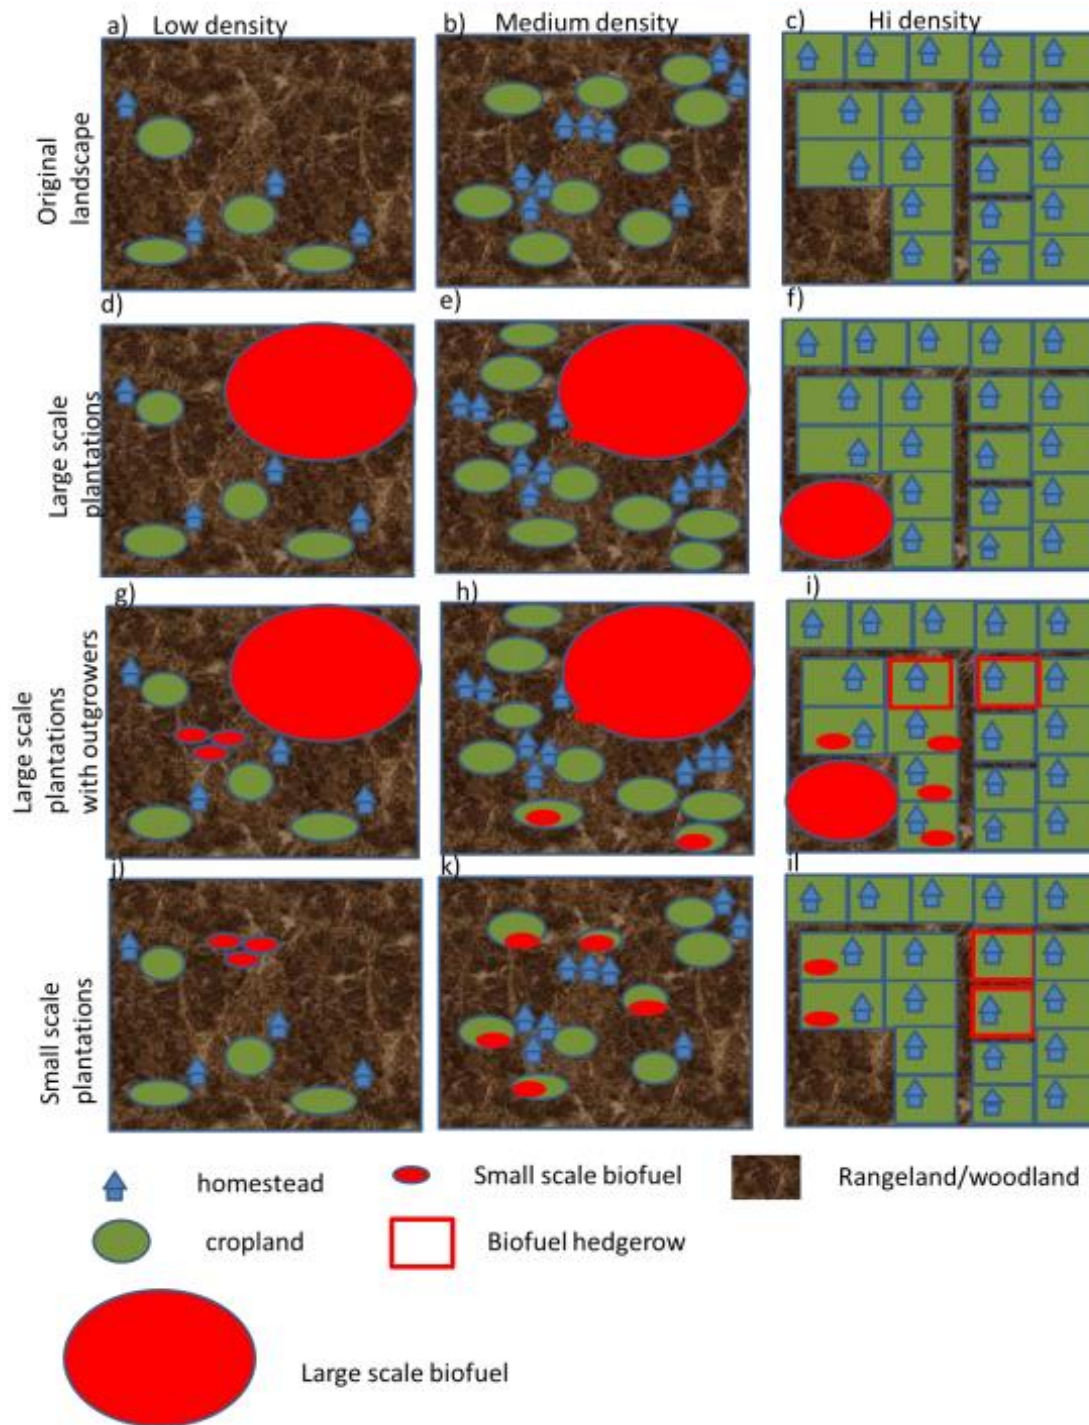 a) Low density
b) Medium density
c) Hi density
Original
landscape
d)
e)
f)
Large scale
plantations
g)
h)
i)
Large scale
plantations
with outgrowers
j)
k)
il
Small scale
plantations
homestead
Small scale biofuel
Rangeland/woodland
cropland
Biofuel hedgerow
Large scale biofuel